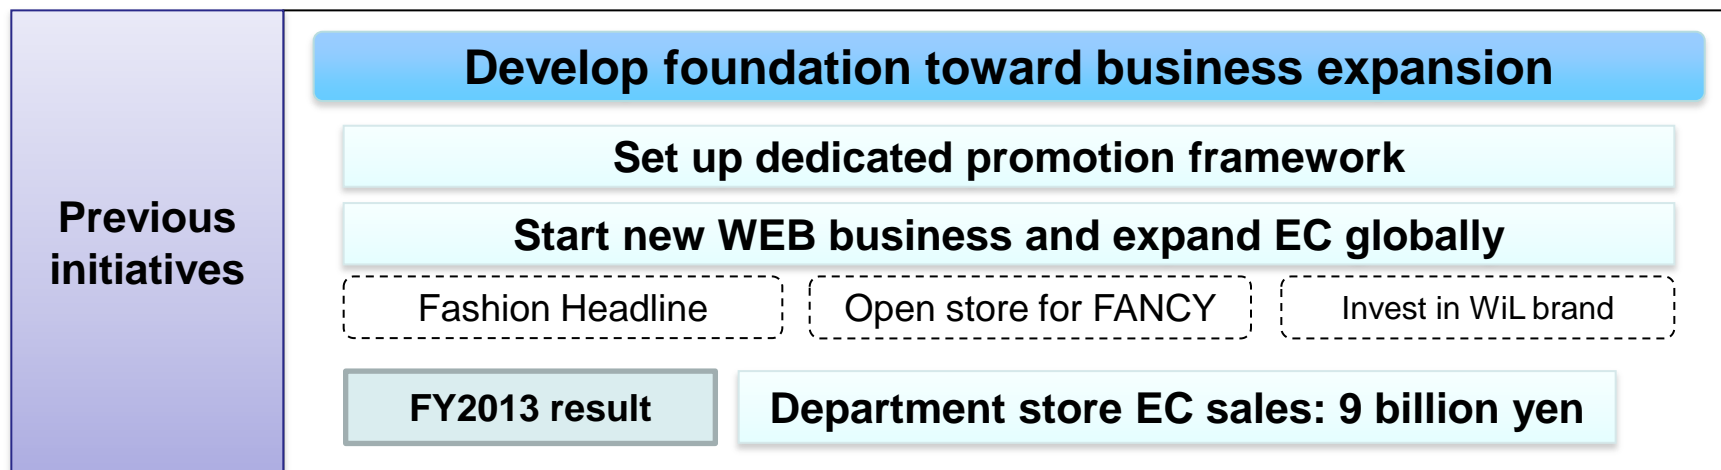 Previous
initiatives
Develop foundation toward business expansion
Set up dedicated promotion framework
Start new WEB business and expand EC globally
Fashion Headline
Open store for FANCY
Invest in WiL brand
FY2013 result
Department store EC sales: 9 billion yen